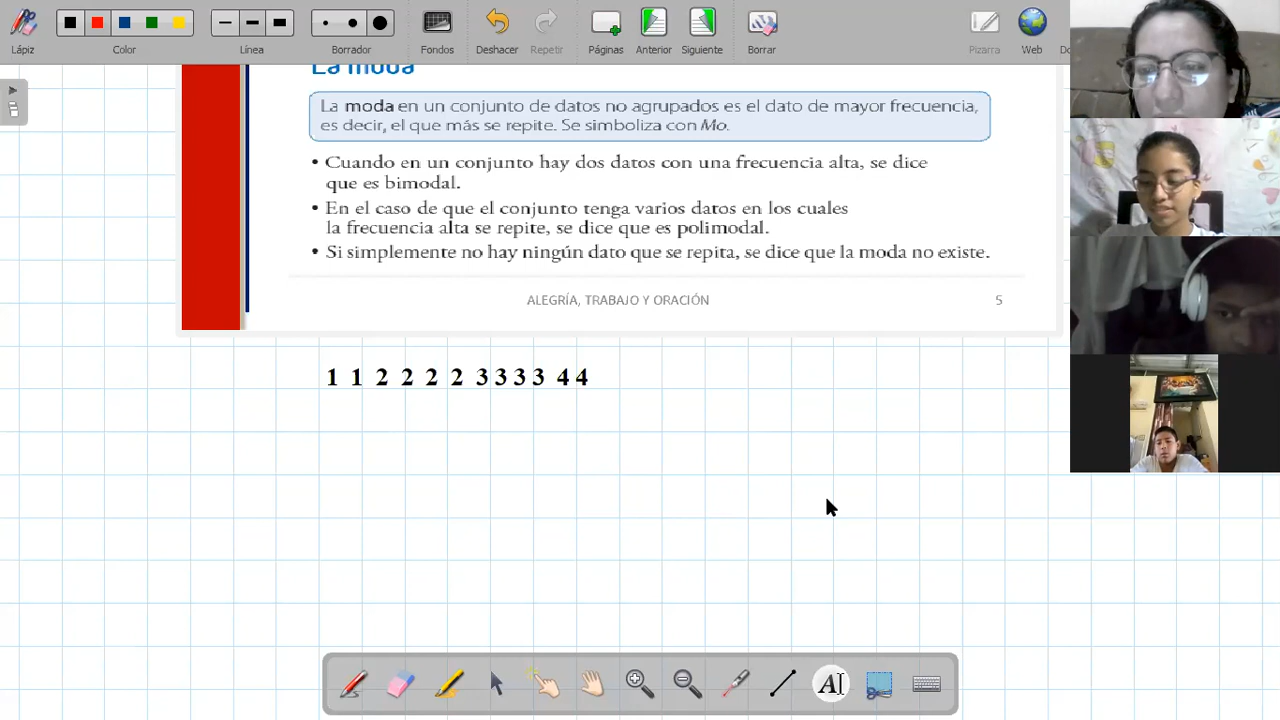 Lápiz
Color
Línea
Borrador
Fondos
Deshacer
Repetir
Páginas
Anterior
Siguiente
Borrar
Pizarra
Web
La moda
La moda en un conjunto de datos no agrupados es el dato de mayor frecuencia,
es decir, el que más se repite. Se simboliza con Mo.
• Cuando en un conjunto hay dos datos con una frecuencia alta, se dice
que es bimodal.
• En el caso de que el conjunto tenga varios datos en los cuales
la frecuencia alta se repite, se dice que es polimodal.
• Si simplemente no hay ningún dato que se repita, se dice que la moda no existe.
ALEGRÍA, TRABAJO Y ORACIÓN 5
1 1 2 2 2 2 3 3 3 3 4 4